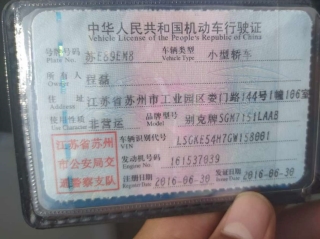 中华人民共和国机动车行驶证
Vehicle License of the People's Republic of China
号牌号码 苏E69EM8 车辆类型 小型轿车
Plate No. Vehicle Type
所有人 程磊
Owner
住址 江苏省苏州市工业园区娄门路144号1幢106室
Address
使用性质 非营运 品牌型号 别克牌SGM7151LAAB
Model
江苏省苏州
市公安局交
通警察支队
车辆识别代号 LSGKE54H7GW158001
VIN
发动机号码 161537039
Engine No.
注册日期 2016-06-30 发证日期 2016-06-30
Register Date Issue Date